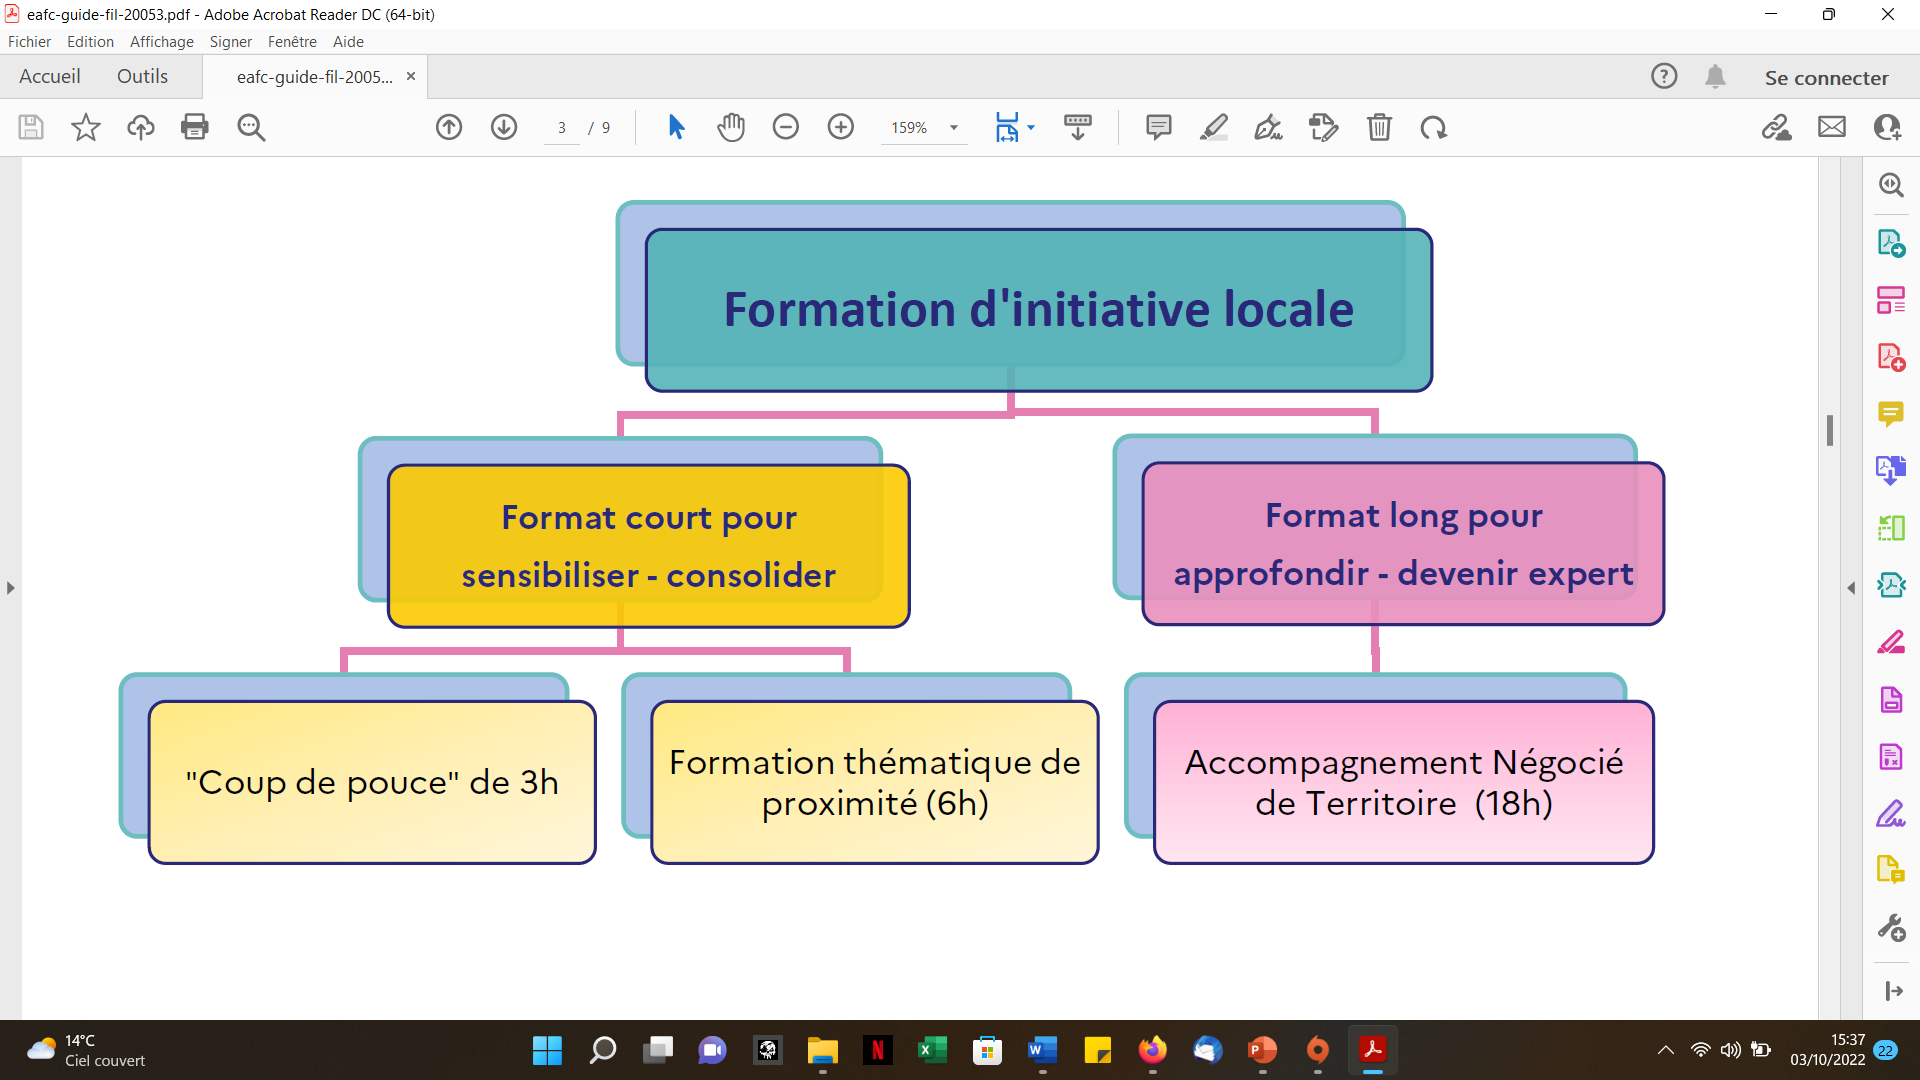 eafc-guide-fil-20053.pdf - Adobe Acrobat Reader DC (64-bit)
Fichier Edition Affichage Signer Fenêtre Aide
Accueil Outils eafc-guide-fil-2005... × Se connecter
3 / 9 159%
Formation d'initiative locale
Format court pour
sensibiliser - consolider
Format long pour
approfondir - devenir expert
"Coup de pouce" de 3h
Formation thématique de
proximité (6h)
Accompagnement Négocié
de Territoire (18h)
14°C
Ciel couvert
15:37
03/10/2022 22